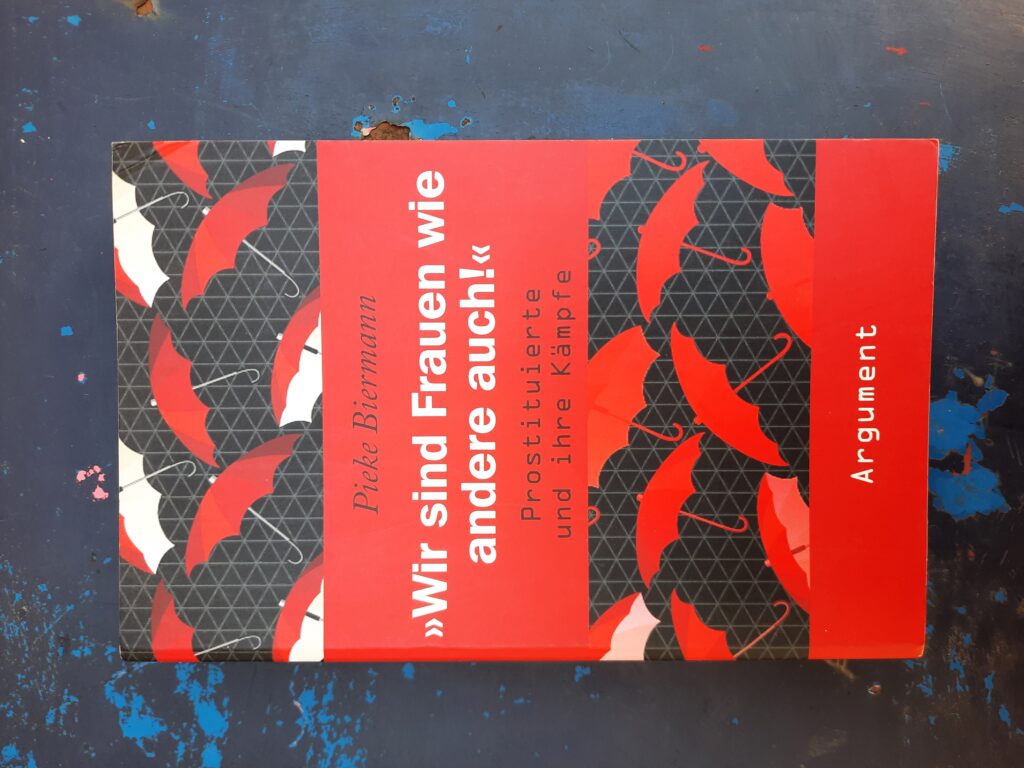 Pieke Biermann
»Wir sind Frauen wie
andere auch!«
Prostituierte
und ihre Kämpfe
Argument